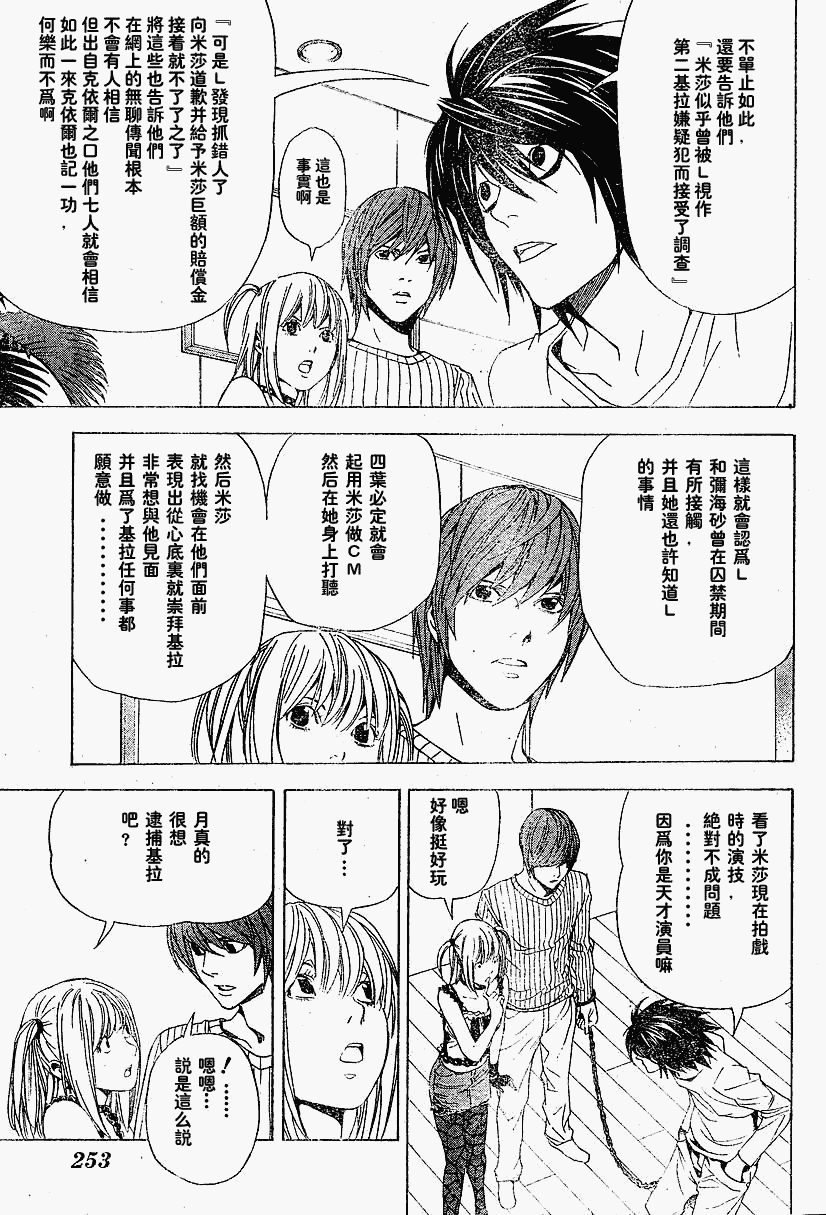 不單止如此，
還要告訴他們
『米莎似乎曾被L視作
第二基拉嫌疑犯而接受了調查』
『可是L發現抓錯人了
向米莎道歉并給予米莎巨額的賠償金
接着就不了了之了』
將這些也告訴他們
在網上的無聊傳聞根本
不會有人相信
但出自克依爾之口他們七人就會相信
如此一來克依爾也記一功，
何樂而不爲啊
這也是
事實啊
這樣就會認爲L
和彌海砂曾在囚禁期間
有所接觸，
并且她還也許知道L
的事情
四葉必定就會
起用米莎做CM
然后在她身上打聽
然后米莎
就找機會在他們面前
表現出從心底裏就崇拜基拉
非常想與他見面
并且爲了基拉任何事都
願意做…………
看了米莎現在拍戲
時的演技，
絕對不成問題
…………
因爲你是天才演員嘛
嗯
好像挺好玩
對了…
月真的
很想
逮捕基拉
吧？
！……
嗯嗯…
説是這么説
253